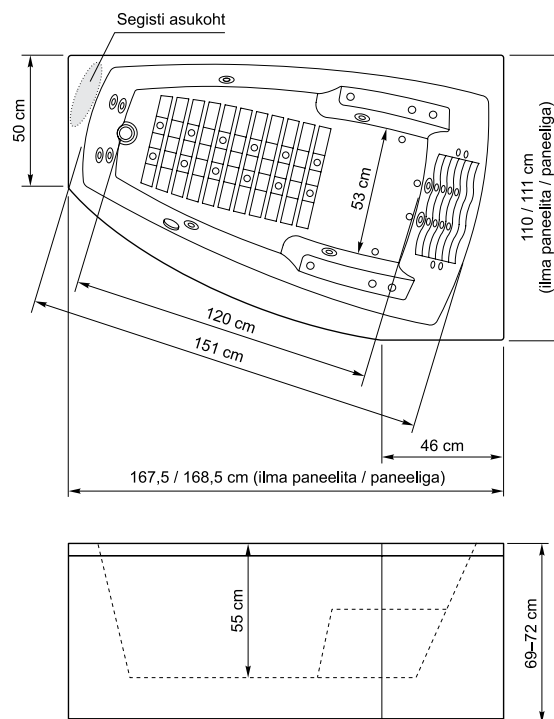 Segisti asukoht
50 cm
53 cm
110 / 111 cm
(ilma paneelita / paneeliga)
120 cm
151 cm
46 cm
167,5 / 168,5 cm (ilma paneelita / paneeliga)
55 cm
69–72 cm